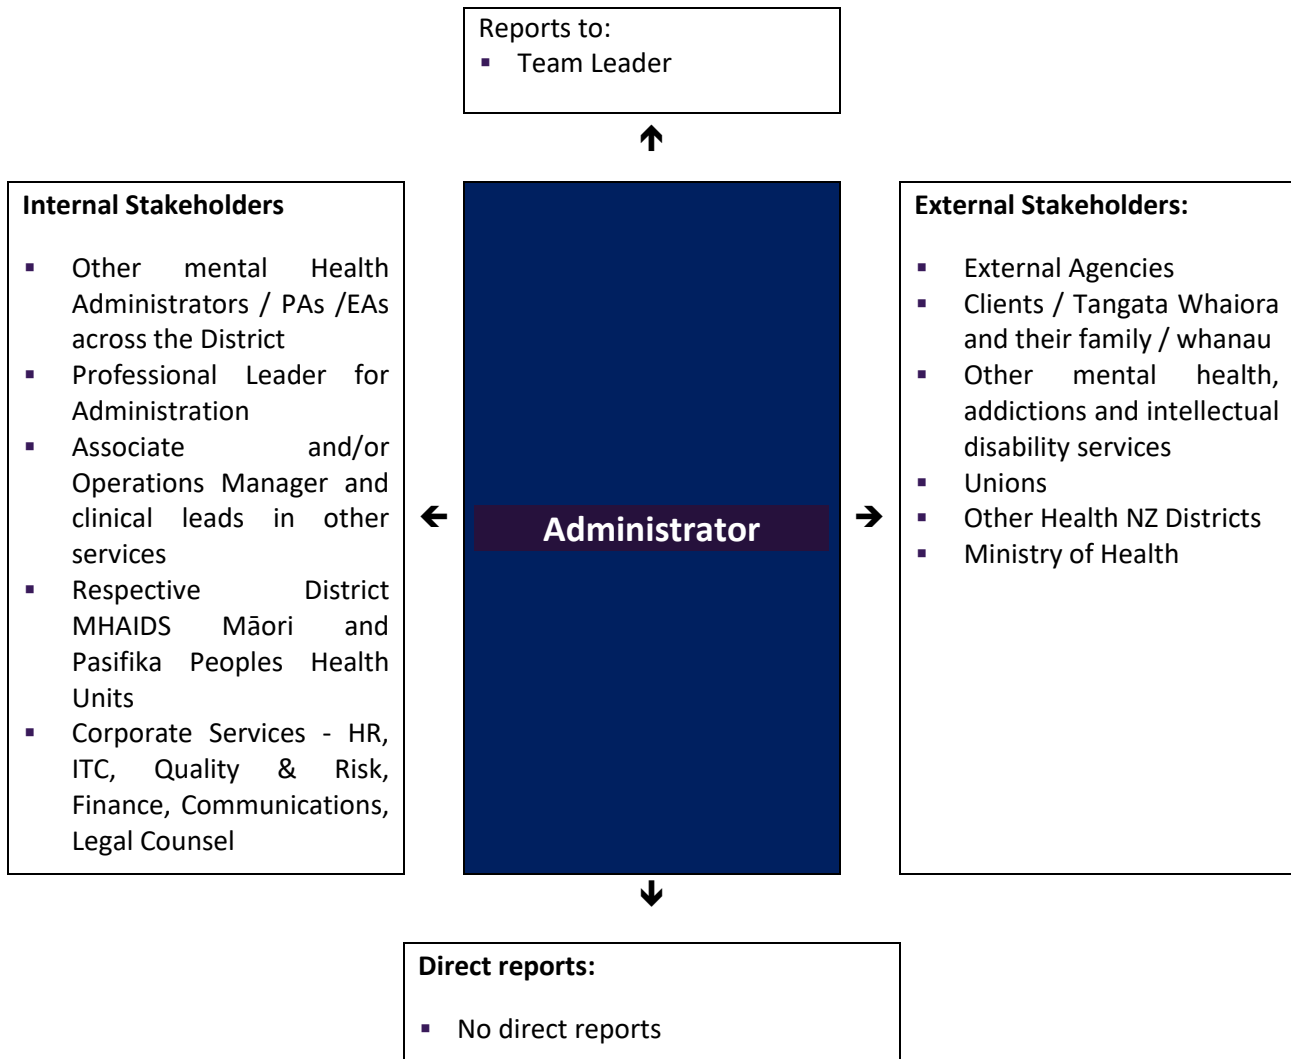 Reports to:
▪ Team Leader
Internal Stakeholders
▪ Other mental Health
Administrators / PAs /EAs
across the District
▪ Professional Leader for
Administration
▪ Associate and/or
Operations Manager and
clinical leads in other
services
▪ Respective District
MHAIDS Māori and
Pasifika Peoples Health
Units
▪ Corporate Services - HR,
ITC, Quality & Risk,
Finance, Communications,
Legal Counsel
Administrator
External Stakeholders:
▪ External Agencies
▪ Clients / Tangata Whaiora
and their family / whanau
▪ Other mental health,
addictions and intellectual
disability services
▪ Unions
▪ Other Health NZ Districts
▪ Ministry of Health
Direct reports:
▪ No direct reports